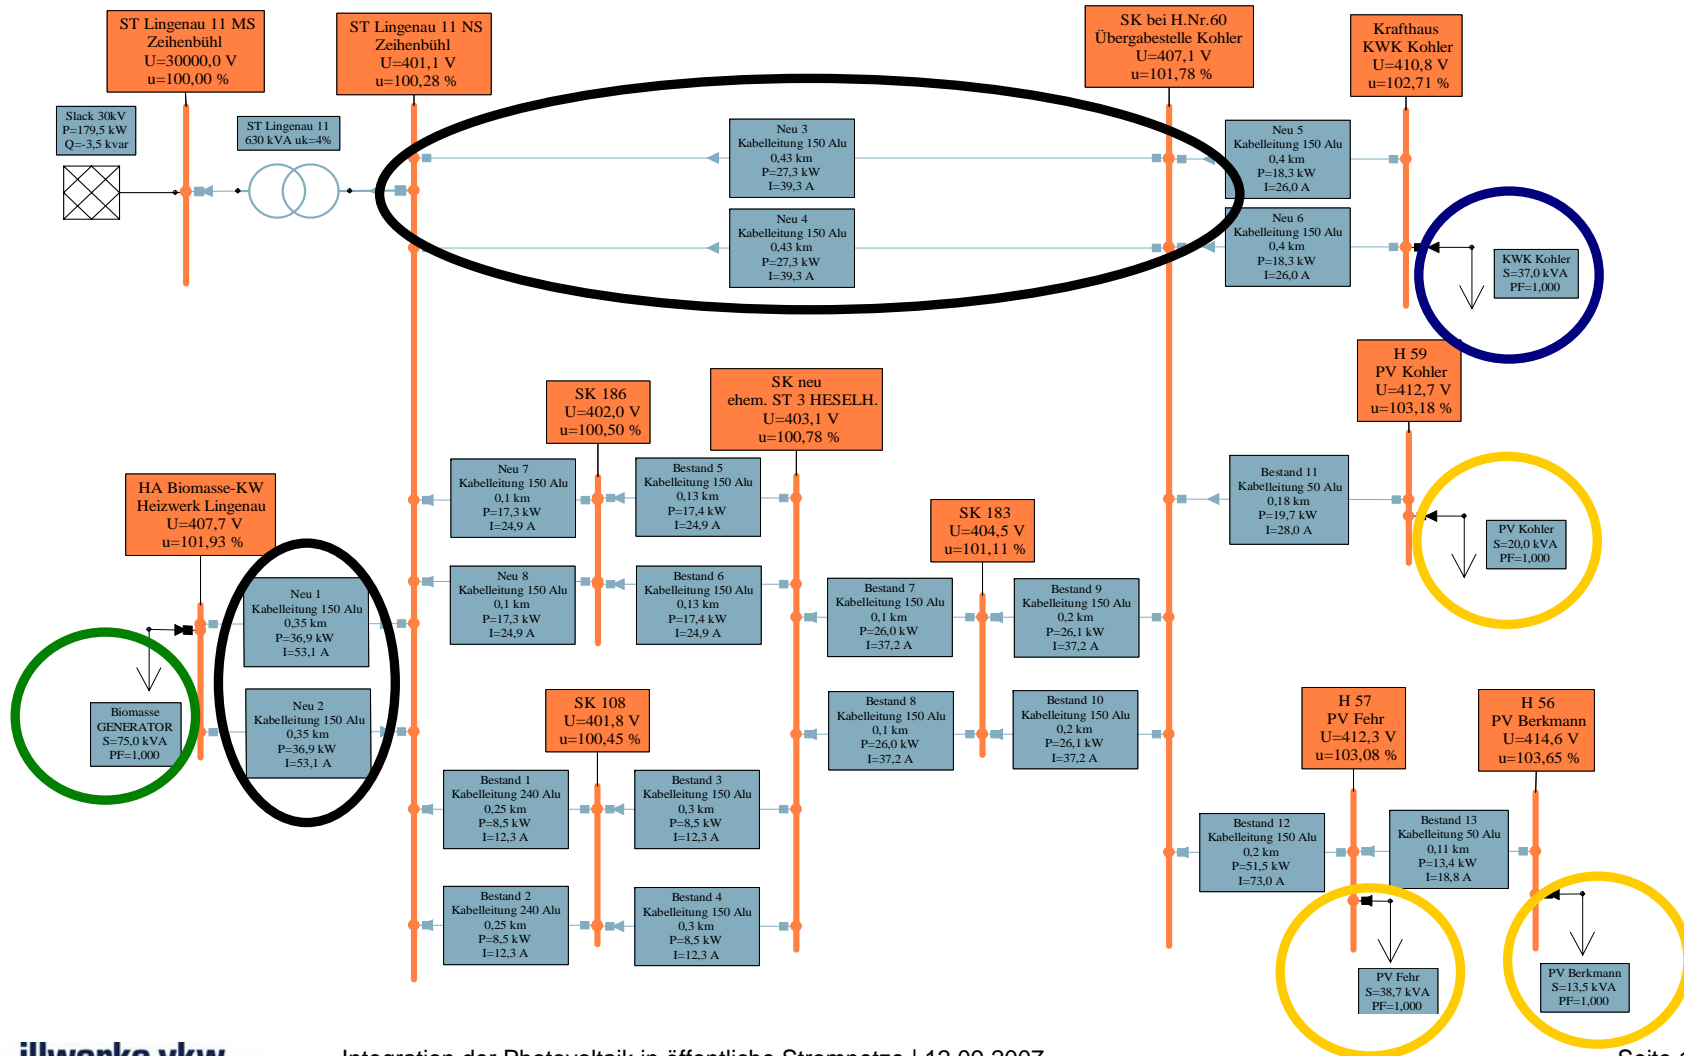 ST Lingenau 11 MS
Zeihenbühl
U=30000,0 V
u=100,00 %
ST Lingenau 11 NS
Zeihenbühl
U=401,1 V
u=100,28 %
SK bei H.Nr.60
Übergabestelle Kohler
U=407,1 V
u=101,78 %
Krafthaus
KWK Kohler
U=410,8 V
u=102,71 %
Slack 30kV
P=179,5 kW
Q=-3,5 kvar
ST Lingenau 11
630 kVA uk=4%
Neu 3
Kabelleitung 150 Alu
0,43 km
P=27,3 kW
I=39,3 A
Neu 5
Kabelleitung 150 Alu
0,4 km
P=18,3 kW
I=26,0 A
Neu 4
Kabelleitung 150 Alu
0,43 km
P=27,3 kW
I=39,3 A
Neu 6
Kabelleitung 150 Alu
0,4 km
P=18,3 kW
I=26,0 A
KWK Kohler
S=37,0 kVA
PF=1,000
H 59
PV Kohler
U=412,7 V
u=103,18 %
SK 186
U=402,0 V
u=100,50 %
SK neu
ehem. ST 3 HESELH.
U=403,1 V
u=100,78 %
HA Biomasse-KW
Heizwerk Lingenau
U=407,7 V
u=101,93 %
Neu 7
Kabelleitung 150 Alu
0,1 km
P=17,3 kW
I=24,9 A
Bestand 5
Kabelleitung 150 Alu
0,13 km
P=17,4 kW
I=24,9 A
SK 183
U=404,5 V
u=101,11 %
Bestand 11
Kabelleitung 50 Alu
0,18 km
P=19,7 kW
I=28,0 A
PV Kohler
S=20,0 kVA
PF=1,000
Neu 1
Kabelleitung 150 Alu
0,35 km
P=36,9 kW
I=53,1 A
Neu 8
Kabelleitung 150 Alu
0,1 km
P=17,3 kW
I=24,9 A
Bestand 6
Kabelleitung 150 Alu
0,13 km
P=17,4 kW
I=24,9 A
Bestand 7
Kabelleitung 150 Alu
0,1 km
P=26,0 kW
I=37,2 A
Bestand 9
Kabelleitung 150 Alu
0,2 km
P=26,1 kW
I=37,2 A
Biomasse
GENERATOR
S=75,0 kVA
PF=1,000
Neu 2
Kabelleitung 150 Alu
0,35 km
P=36,9 kW
I=53,1 A
SK 108
U=401,8 V
u=100,45 %
Bestand 8
Kabelleitung 150 Alu
0,1 km
P=26,0 kW
I=37,2 A
Bestand 10
Kabelleitung 150 Alu
0,2 km
P=26,1 kW
I=37,2 A
H 57
PV Fehr
U=412,3 V
u=103,08 %
H 56
PV Berkmann
U=414,6 V
u=103,65 %
Bestand 1
Kabelleitung 240 Alu
0,25 km
P=8,5 kW
I=12,3 A
Bestand 3
Kabelleitung 150 Alu
0,3 km
P=8,5 kW
I=12,3 A
Bestand 12
Kabelleitung 150 Alu
0,2 km
P=51,5 kW
I=73,0 A
Bestand 13
Kabelleitung 50 Alu
0,11 km
P=13,4 kW
I=18,8 A
Bestand 2
Kabelleitung 240 Alu
0,25 km
P=8,5 kW
I=12,3 A
Bestand 4
Kabelleitung 150 Alu
0,3 km
P=8,5 kW
I=12,3 A
PV Fehr
S=38,7 kVA
PF=1,000
PV Berkmann
S=13,5 kVA
PF=1,000
illwerke vkw
Integration der Photovoltaik in öffentliche Stromnetze | 12.09.2007
Seite